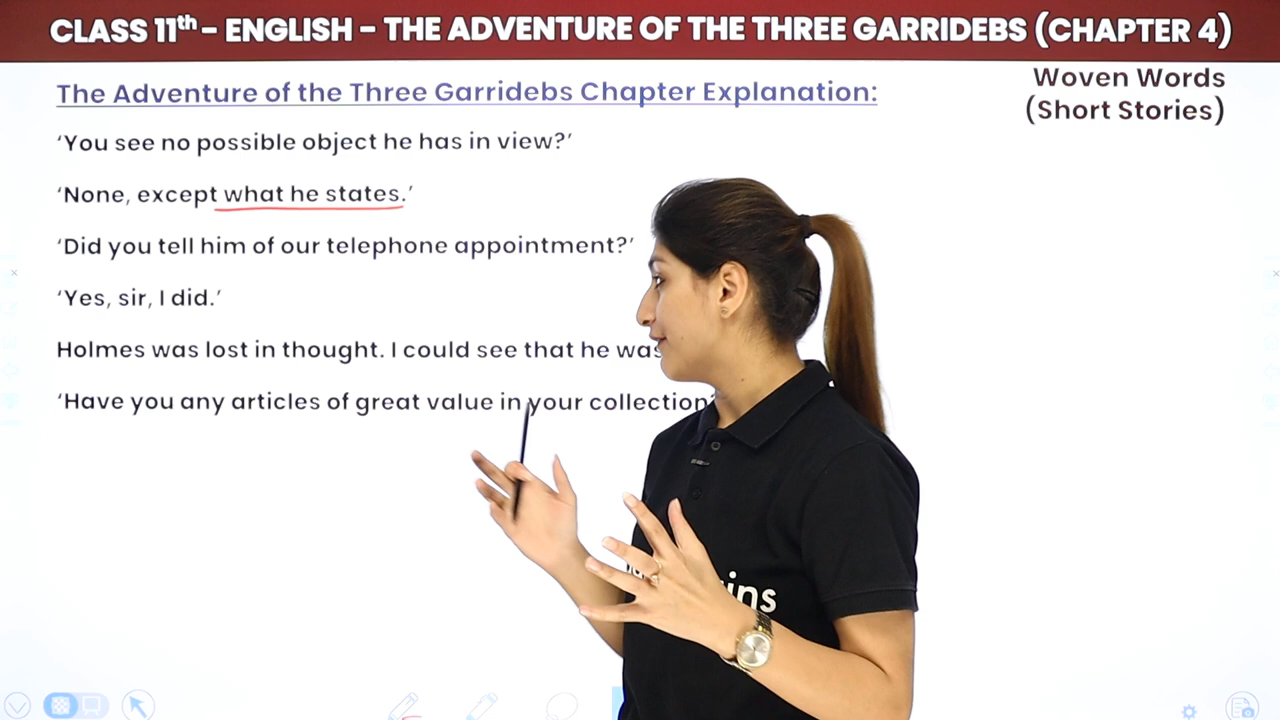 CLASS 11th - ENGLISH - THE ADVENTURE OF THE THREE GARRIDEBS (CHAPTER 4)
The Adventure of the Three Garridebs Chapter Explanation:
Woven Words
(Short Stories)
‘You see no possible object he has in view?’
‘None, except what he states.’
‘Did you tell him of our telephone appointment?’
‘Yes, sir, I did.’
Holmes was lost in thought. I could see that he was
‘Have you any articles of great value in your collection?
ins